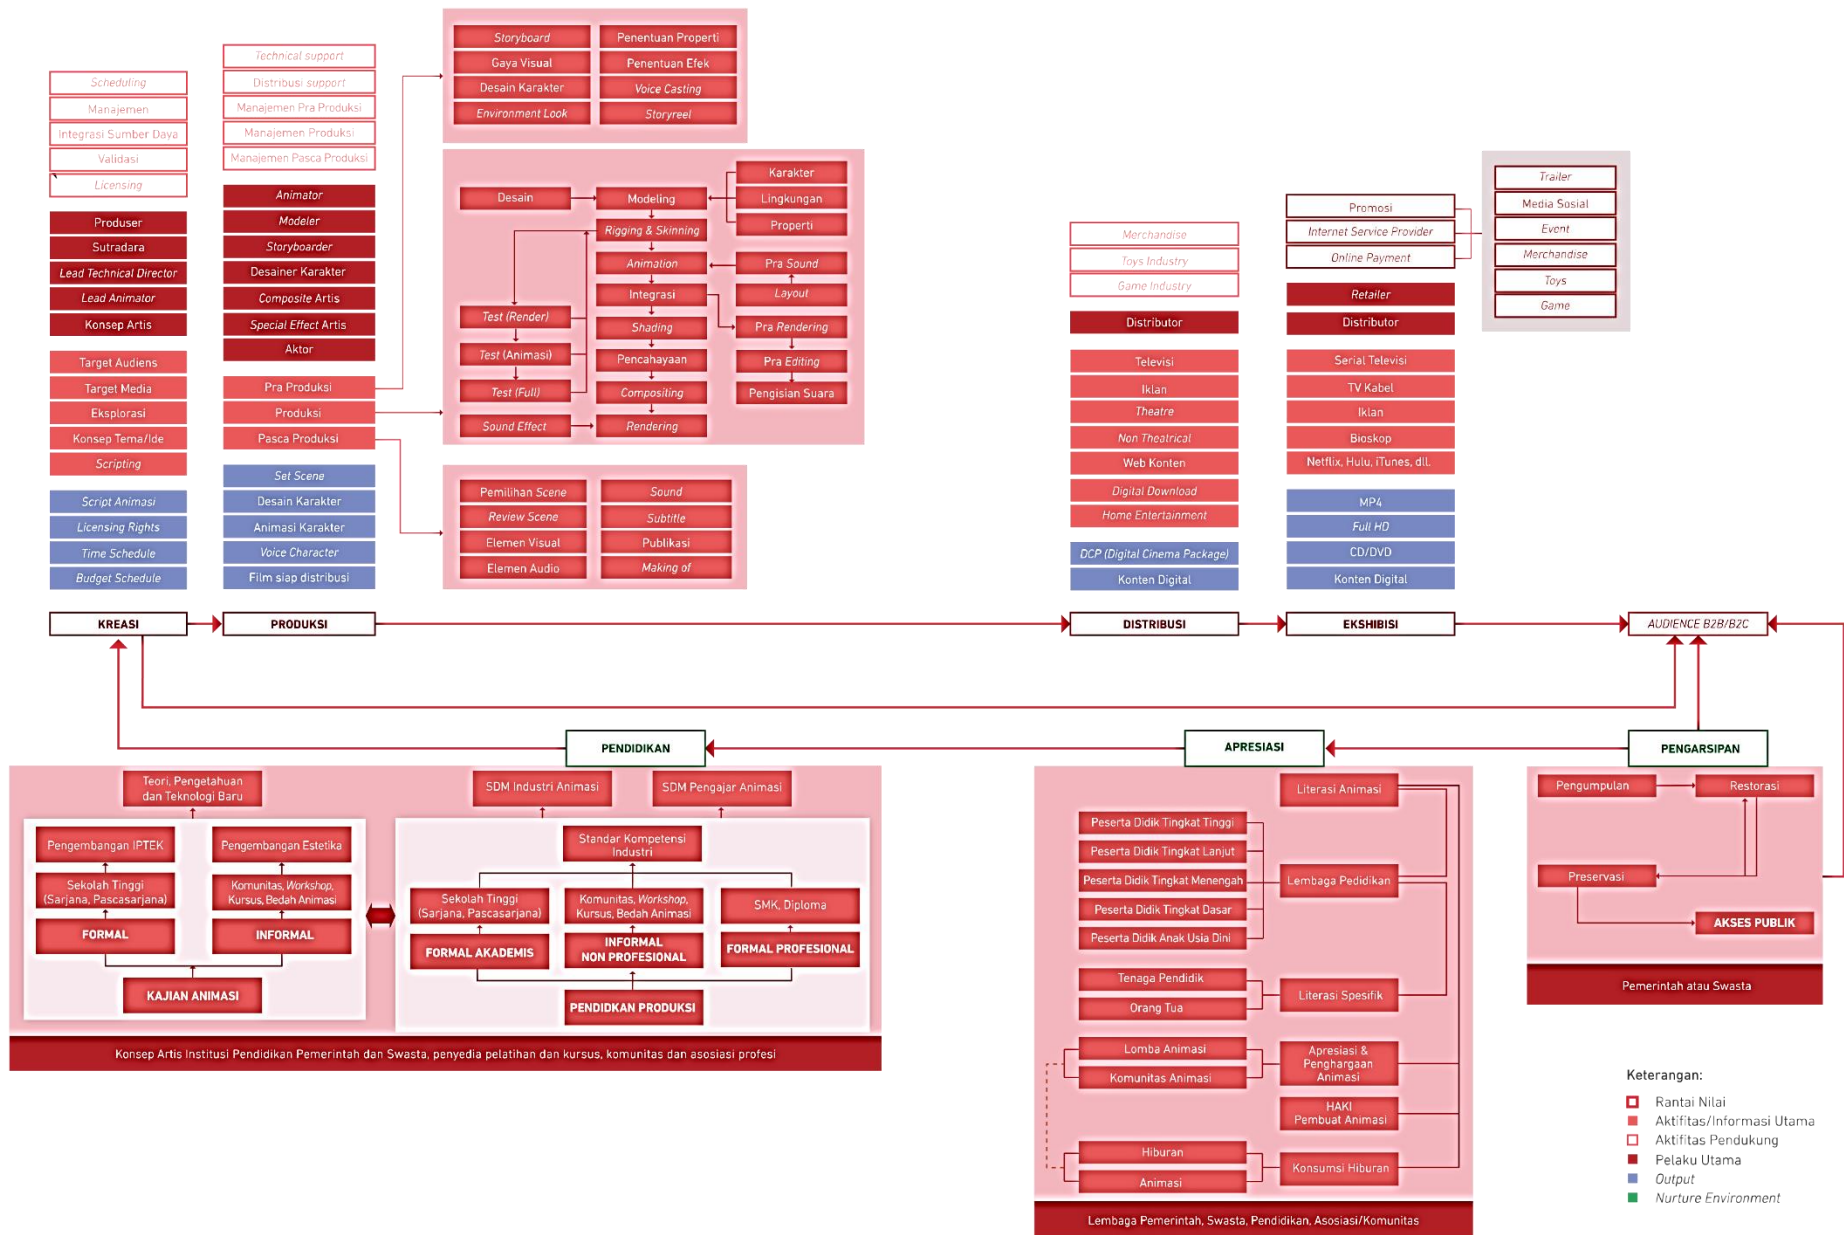 Scheduling
Manajemen
Integrasi Sumber Daya
Validasi
Licensing
Produser
Sutradara
Lead Technical Director
Lead Animator
Konsep Artis
Target Audiens
Target Media
Eksplorasi
Konsep Tema/Ide
Scripting
Script Animasi
Licensing Rights
Time Schedule
Budget Schedule
KREASI
Technical support
Distribusi support
Manajemen Pra Produksi
Manajemen Produksi
Manajemen Pasca Produksi
Animator
Modeler
Storyboarder
Desainer Karakter
Composite Artis
Special Effect Artis
Aktor
Pra Produksi
Produksi
Pasca Produksi
Set Scene
Desain Karakter
Animasi Karakter
Voice Character
Film siap distribusi
PRODUKSI
Storyboard
Gaya Visual
Desain Karakter
Environment Look
Penentuan Properti
Penentuan Efek
Voice Casting
Storyreel
Desain
Modeling
Rigging & Skinning
Animation
Integrasi
Shading
Pencahayaan
Compositing
Rendering
Karakter
Lingkungan
Properti
Pra Sound
Layout
Pra Rendering
Pra Editing
Pengisian Suara
Test (Render)
Test (Animasi)
Test (Full)
Sound Effect
Pemilihan Scene
Review Scene
Elemen Visual
Elemen Audio
Sound
Subtitle
Publikasi
Making of
Merchandise
Toys Industry
Game Industry
Distributor
Televisi
Iklan
Theatre
Non Theatrical
Web Konten
Digital Download
Home Entertainment
DCP (Digital Cinema Package)
Konten Digital
DISTRIBUSI
Promosi
Internet Service Provider
Online Payment
Retailer
Distributor
Serial Televisi
TV Kabel
Iklan
Bioskop
Netflix, Hulu, iTunes, dll.
MP4
Full HD
CD/DVD
Konten Digital
EKSHIBISI
Trailer
Media Sosial
Event
Merchandise
Toys
Game
AUDIENCE B2B/B2C
PENDIDIKAN
APRESIASI
PENGARSIPAN
Teori, Pengetahuan
dan Teknologi Baru
SDM Industri Animasi
SDM Pengajar Animasi
Pengembangan IPTEK
Sekolah Tinggi
(Sarjana, Pascasarjana)
FORMAL
Pengembangan Estetika
Komunitas, Workshop,
Kursus, Bedah Animasi
INFORMAL
KAJIAN ANIMASI
Standar Kompetensi
Industri
Sekolah Tinggi
(Sarjana, Pascasarjana)
FORMAL AKADEMIS
Komunitas, Workshop,
Kursus, Bedah Animasi
INFORMAL
NON PROFESIONAL
SMK, Diploma
FORMAL PROFESIONAL
PENDIDKAN PRODUKSI
Konsep Artis Institusi Pendidikan Pemerintah dan Swasta, penyedia pelatihan dan kursus, komunitas dan asosiasi profesi
Literasi Animasi
Peserta Didik Tingkat Tinggi
Peserta Didik Tingkat Lanjut
Peserta Didik Tingkat Menengah
Peserta Didik Tingkat Dasar
Peserta Didik Anak Usia Dini
Lembaga Pedidikan
Tenaga Pendidik
Orang Tua
Literasi Spesifik
Lomba Animasi
Komunitas Animasi
Apresiasi &
Penghargaan
Animasi
HAKI
Pembuat Animasi
Hiburan
Animasi
Konsumsi Hiburan
Lembaga Pemerintah, Swasta, Pendidikan, Asosiasi/Komunitas
Pengumpulan
Restorasi
Preservasi
AKSES PUBLIK
Pemerintah atau Swasta
Keterangan:
Rantai Nilai
Aktifitas/Informasi Utama
Aktifitas Pendukung
Pelaku Utama
Output
Nurture Environment